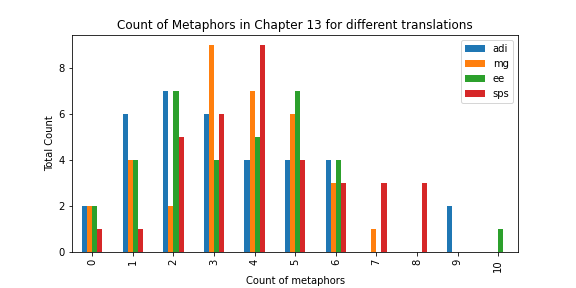 Count of Metaphors in Chapter 13 for different translations
adi
mg
ee
sps
Total Count
8
6
4
2
0
0 1 2 3 4 5 6 7 8 9 10
Count of metaphors